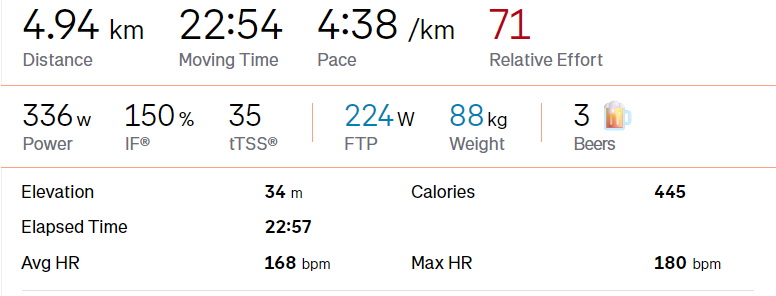 4.94 km 22:54 4:38 /km 71
Distance Moving Time Pace Relative Effort
336 w 150 % 35 224 W 88 kg 3
Power IF® tTSS® FTP Weight Beers
Elevation 34 m Calories 445
Elapsed Time 22:57
Avg HR 168 bpm Max HR 180 bpm